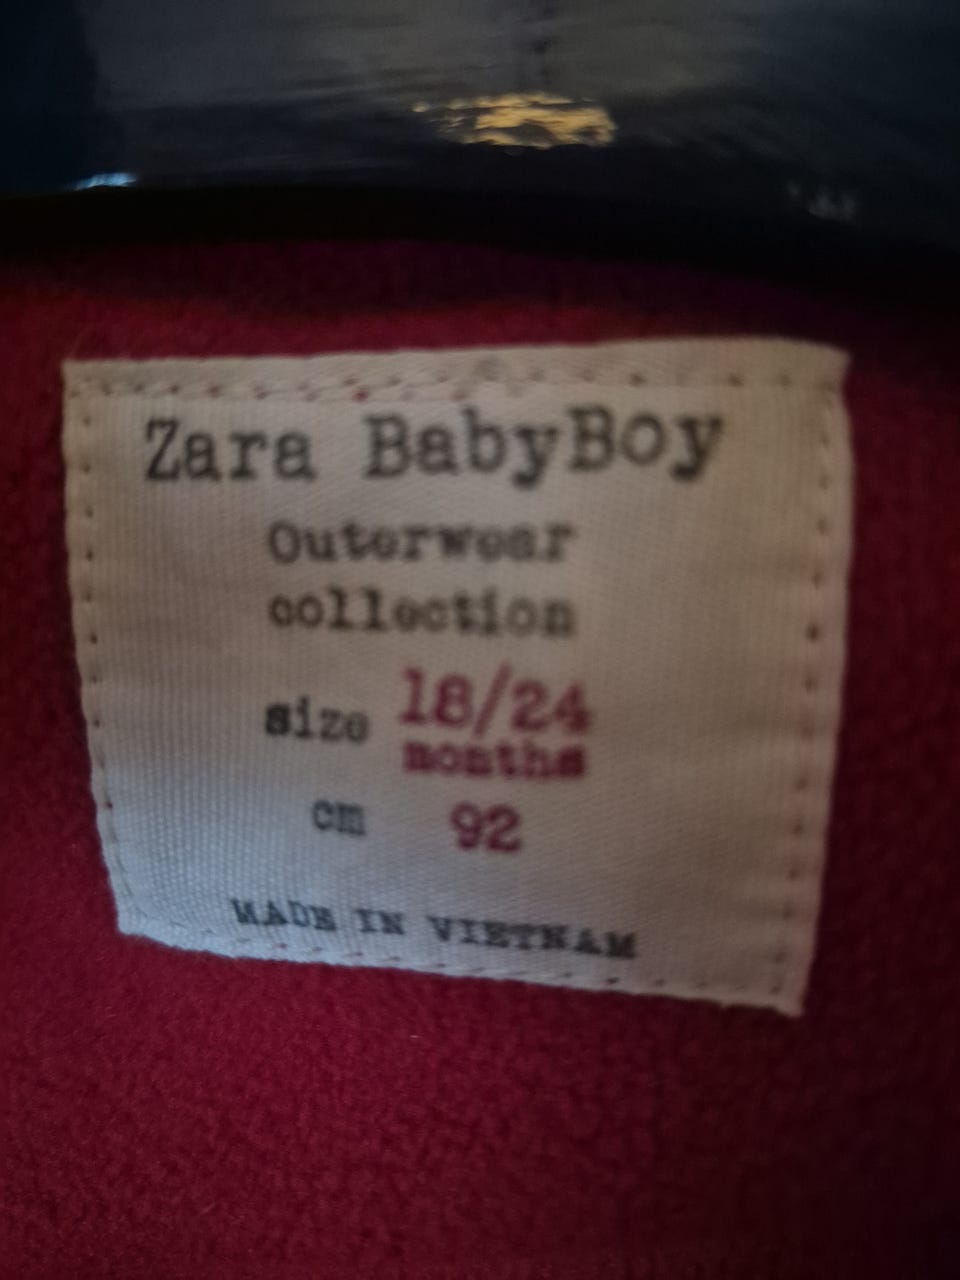 Zara BabyBoy
Outerwear
collection
size 18/24
months
cm 92
MADE IN VIETNAM